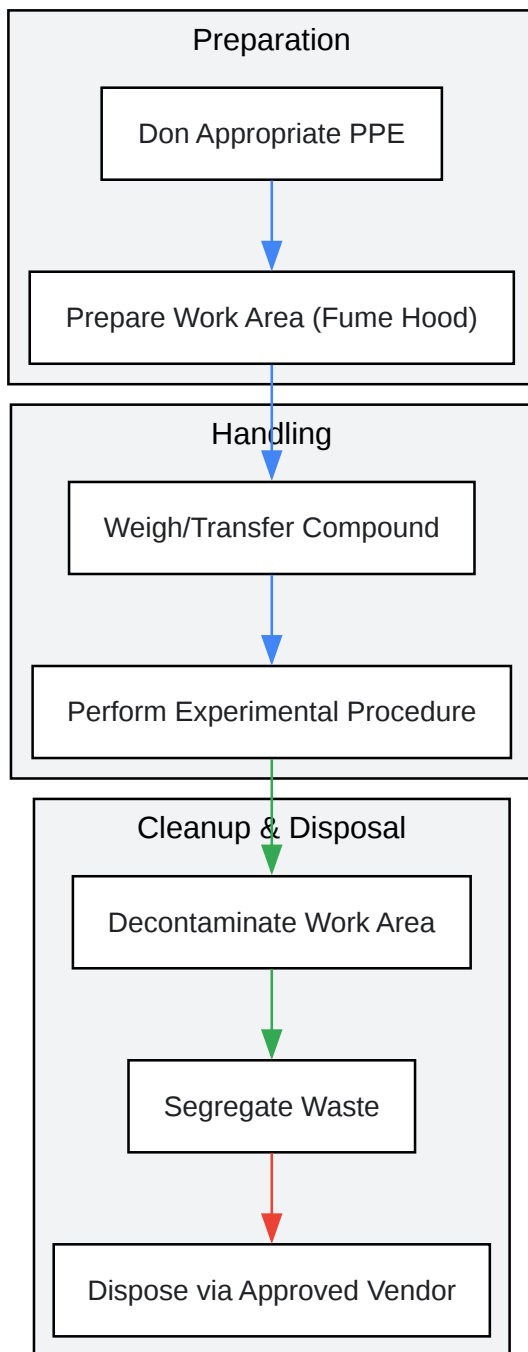 Preparation
Don Appropriate PPE
Prepare Work Area (Fume Hood)
Handling
Weigh/Transfer Compound
Perform Experimental Procedure
Cleanup & Disposal
Decontaminate Work Area
Segregate Waste
Dispose via Approved Vendor